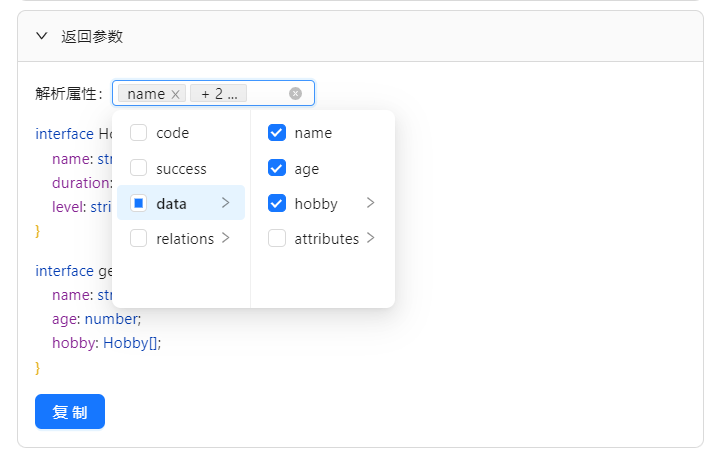 返回参数
解析属性： name + 2 ...
code
success
data
relations
name
age
hobby
attributes
interface Ho
name: str
duration:
level: stri
}
interface ge
name: str
age: number;
hobby: Hobby[];
}
复制